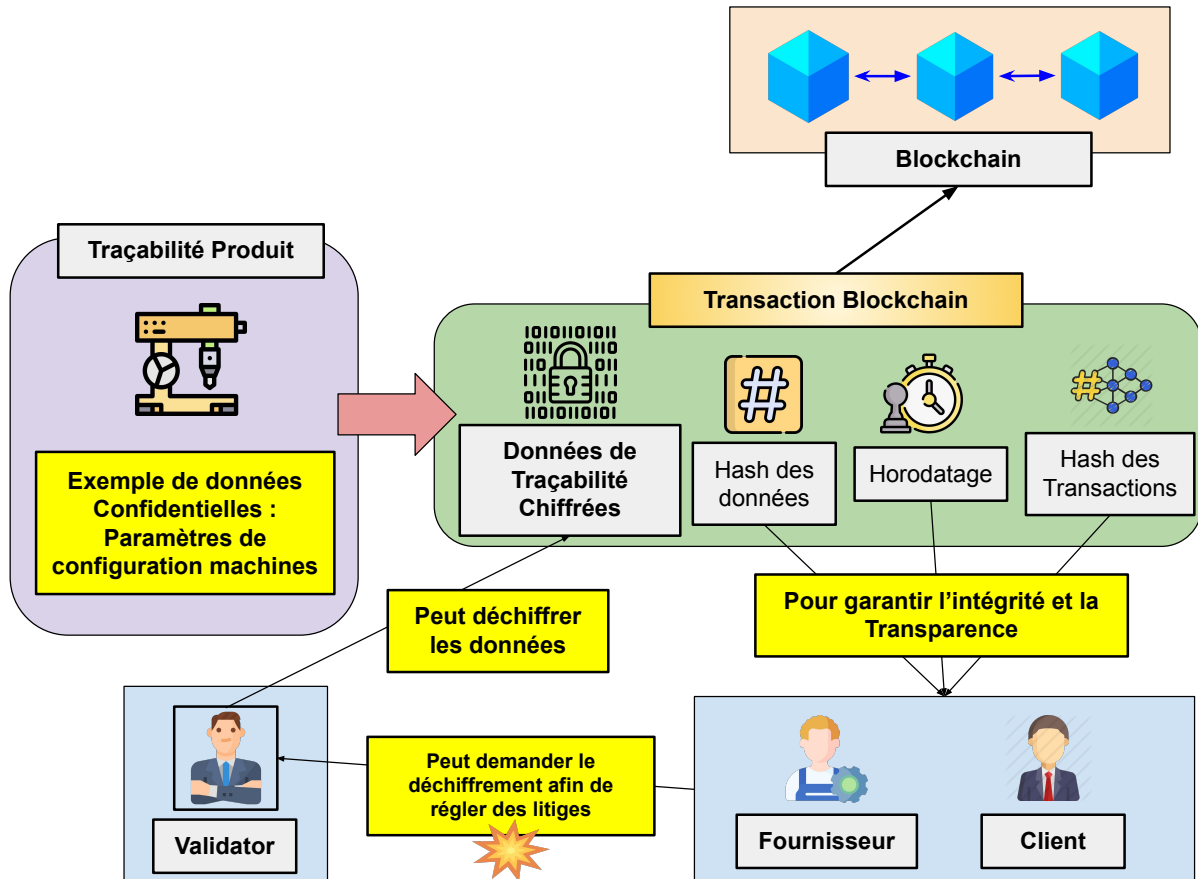 Blockchain
Traçabilité Produit
Transaction Blockchain
Exemple de données
Confidentielles :
Paramètres de
configuration machines
Données de
Traçabilité
Chiffrées
Hash des
données
Horodatage
Hash des
Transactions
Peut déchiffrer
les données
Pour garantir l’intégrité et la
Transparence
Peut demander le
déchiffrement afin de
régler des litiges
Validator
Fournisseur
Client